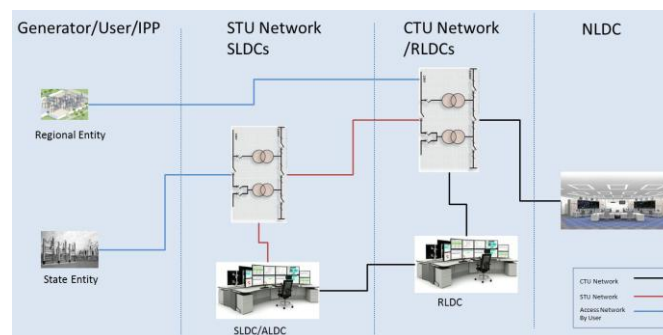 Generator/User/IPP
STU Network
SLDCs
CTU Network
/RLDCs
NLDC
Regional Entity
State Entity
SLDC/ALDC
RLDC
CTU Network
STU Network
Access Network
By User